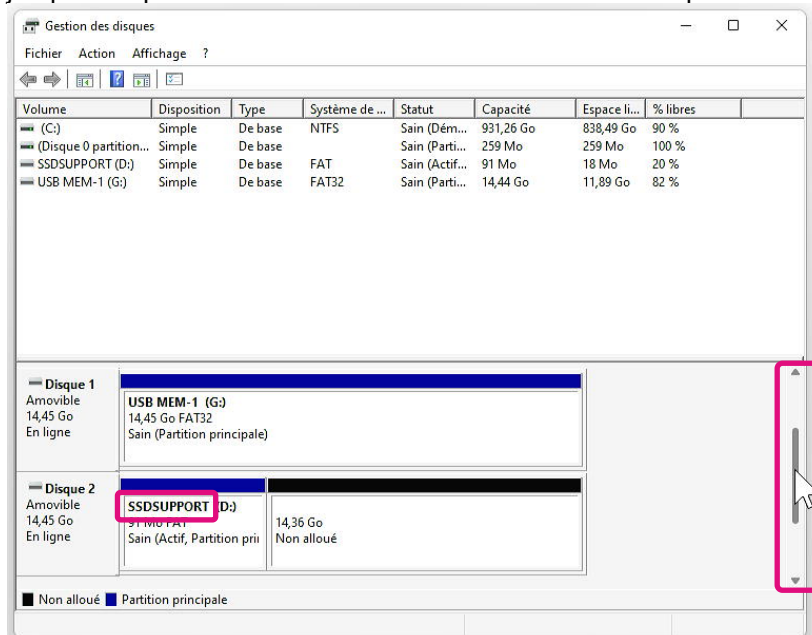 Gestion des disques
Fichier Action Affichage ?
Volume Disposition Type Système de ... Statut Capacité Espace li... % libres
(C:) Simple De base NTFS Sain (Dém... 931,26 Go 838,49 Go 90 %
(Disque 0 partition... Simple De base Sain (Parti... 259 Mo 259 Mo 100 %
SSDSUPPORT (D:) Simple De base FAT Sain (Actif... 91 Mo 18 Mo 20 %
USB MEM-1 (G:) Simple De base FAT32 Sain (Parti... 14,44 Go 11,89 Go 82 %
Disque 1
Amovible
14,45 Go
En ligne
USB MEM-1 (G:)
14,45 Go FAT32
Sain (Partition principale)
Disque 2
Amovible
14,45 Go
En ligne
SSDSUPPORT (D:)
91 Mo FAT
Sain (Actif, Partition pri
14,36 Go
Non alloué
Non alloué Partition principale